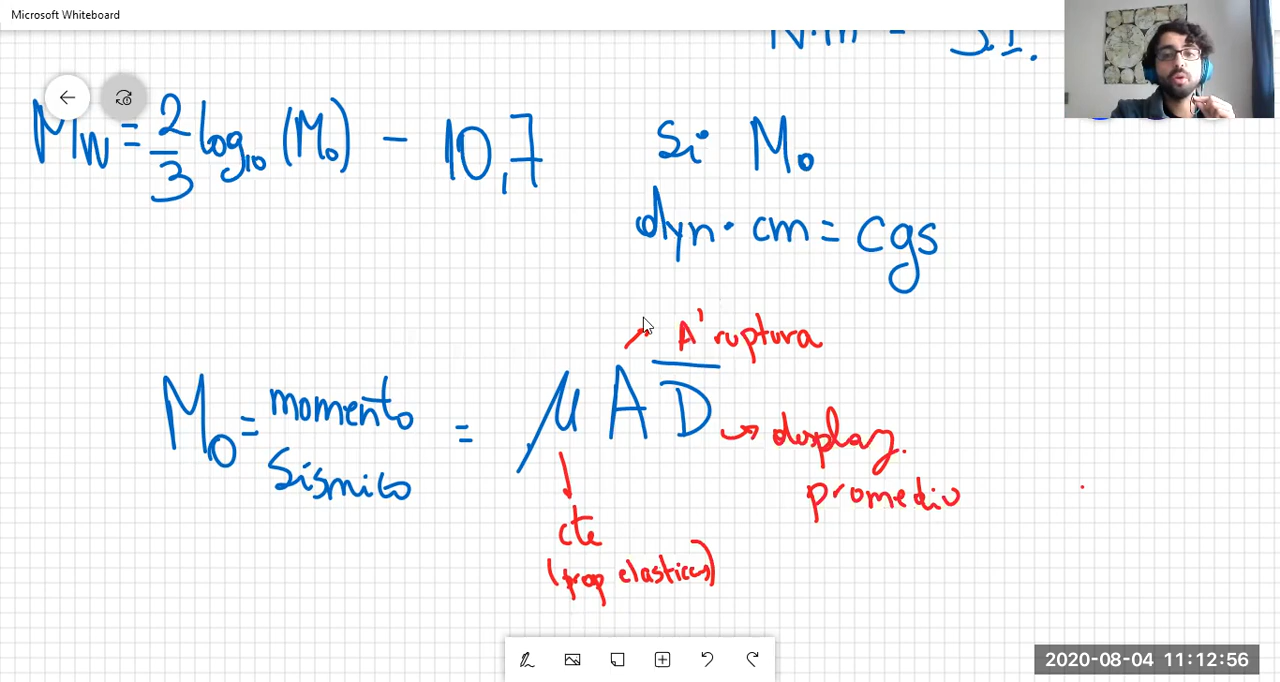 Microsoft Whiteboard
N·m = S.I.
Mw = 2/3 log₁₀ (M₀) - 10,7
Si M₀
dyn · cm = cgs
A' ruptura
M₀ = momento sísmico = μ A D̅
desplaz.
promedio
cte
(prop elasticas)
2020-08-04 11:12:56